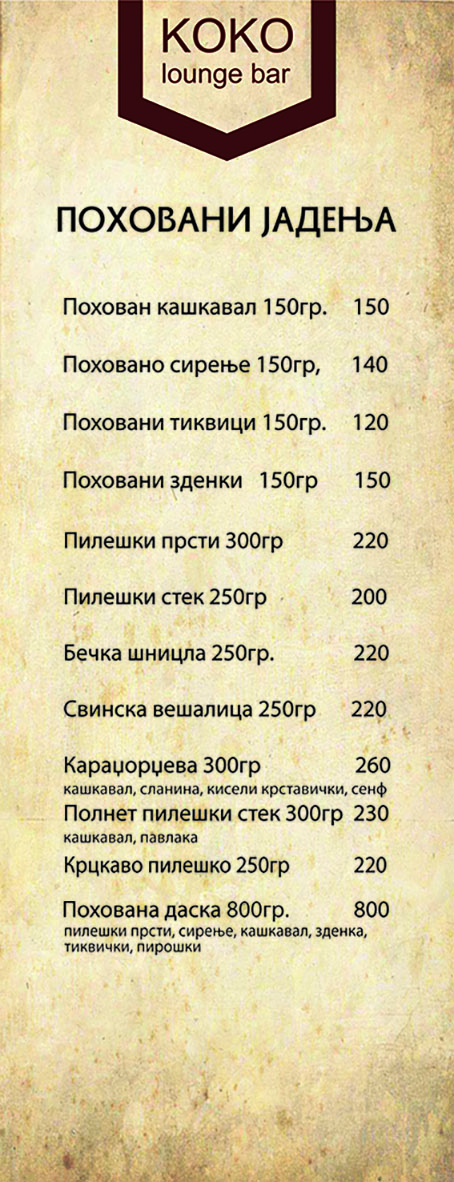 KOKO
lounge bar
ПОХОВАНИ ЈАДЕЊА
Похован кашкавал 150гр. 150
Поховано сирење 150гр, 140
Поховани тиквици 150гр. 120
Поховани зденки 150гр 150
Пилешки прсти 300гр 220
Пилешки стек 250гр 200
Бечка шницла 250гр. 220
Свинска вешалица 250гр 220
Караџорџева 300гр 260
кашкавал, сланина, кисели крставички, сенф
Полнет пилешки стек 300гр 230
кашкавал, павлака
Крцкаво пилешко 250гр 220
Похована даска 800гр. 800
пилешки прсти, сирење, кашкавал, зденка,
тиквички, пирошки